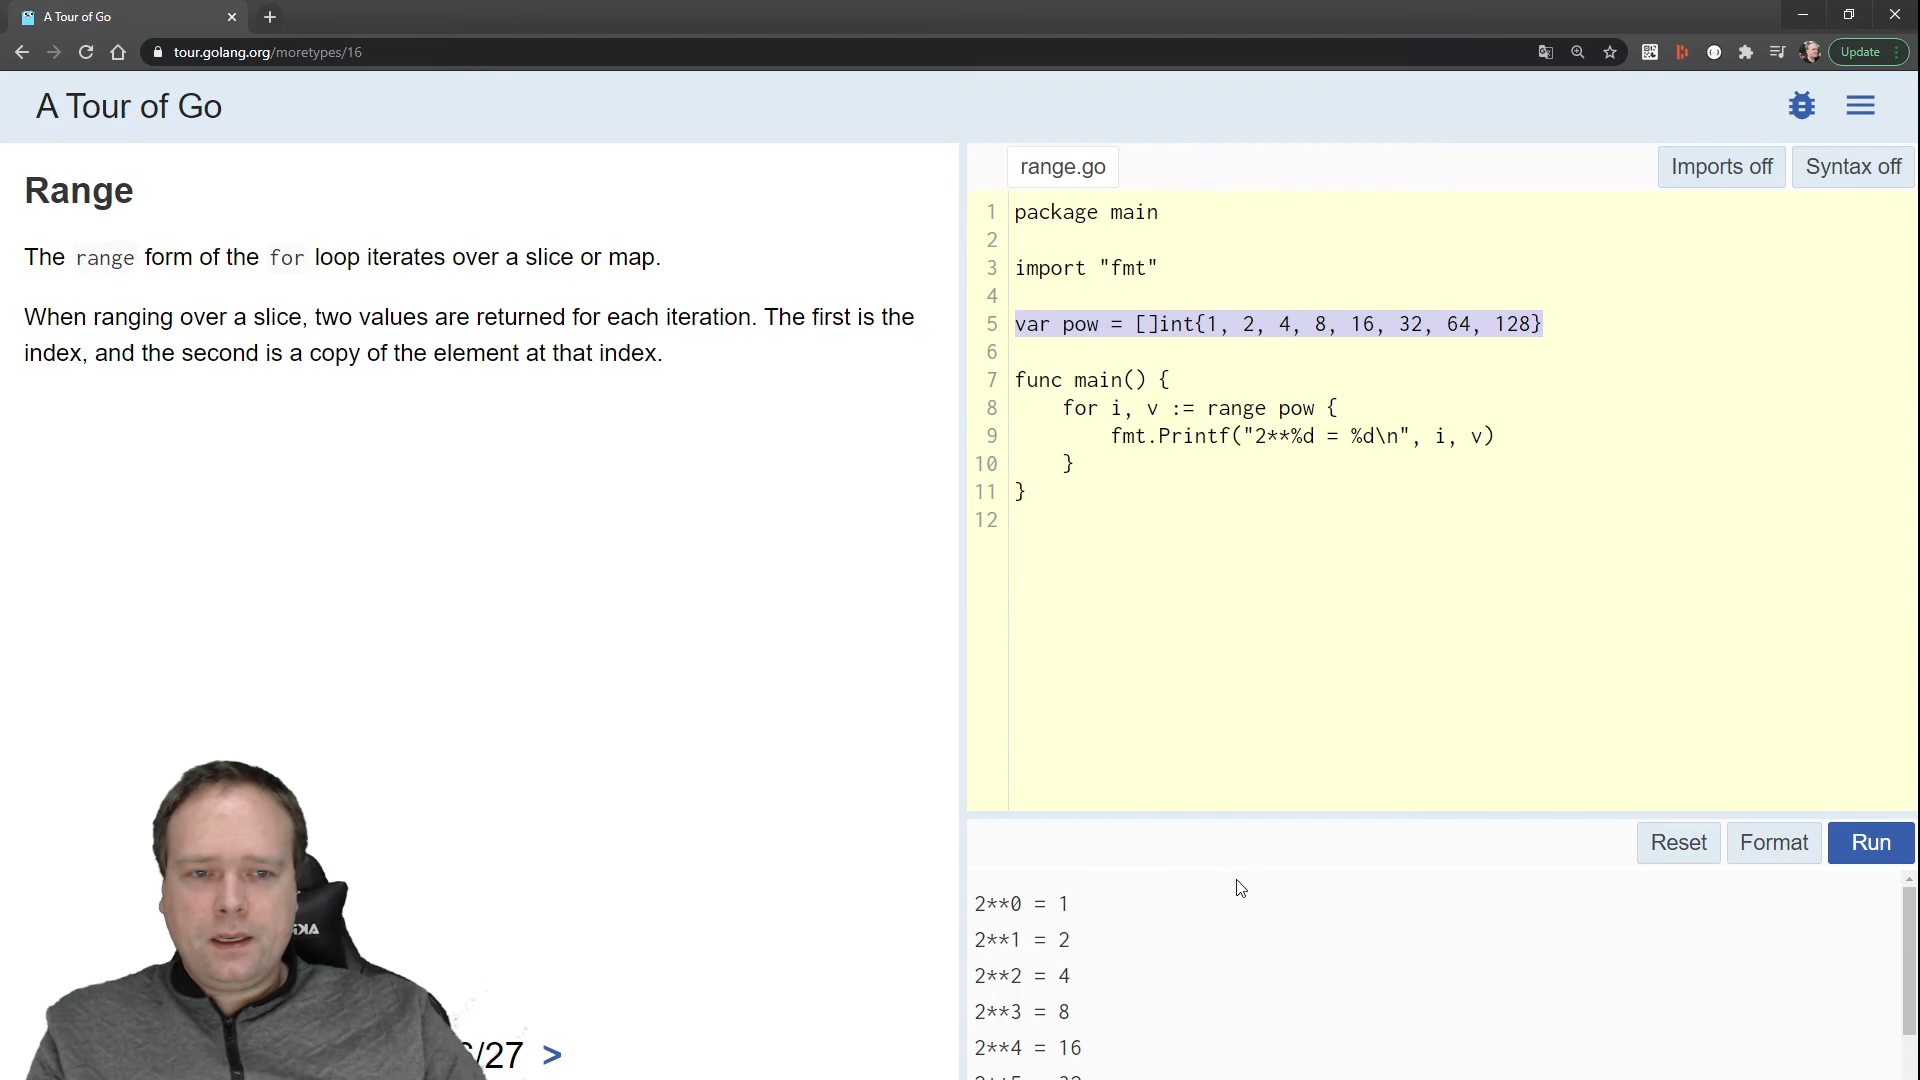 A Tour of Go
tour.golang.org/moretypes/16
Update
A Tour of Go
Range
The range form of the for loop iterates over a slice or map.
When ranging over a slice, two values are returned for each iteration. The first is the
index, and the second is a copy of the element at that index.
/27 >
range.go
Imports off
Syntax off
1 package main
2
3 import "fmt"
4
5 var pow = []int{1, 2, 4, 8, 16, 32, 64, 128}
6
7 func main() {
8 for i, v := range pow {
9 fmt.Printf("2**%d = %d\n", i, v)
10 }
11 }
12
Reset
Format
Run
2**0 = 1
2**1 = 2
2**2 = 4
2**3 = 8
2**4 = 16